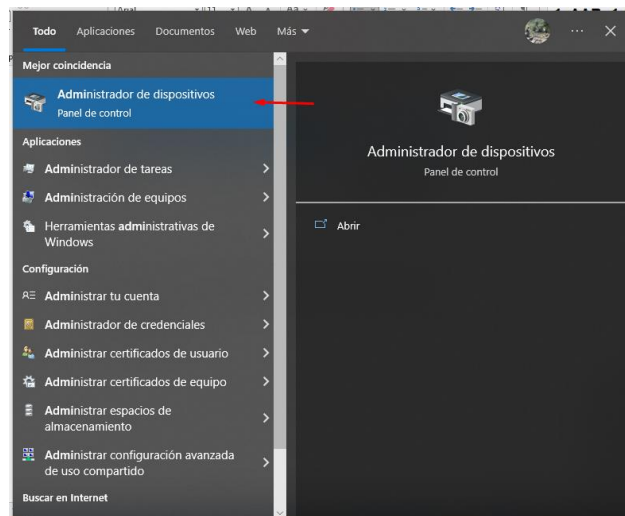 Arial 11
Todo Aplicaciones Documentos Web Más
Mejor coincidencia
Administrador de dispositivos
Panel de control
Aplicaciones
Administrador de tareas
Administración de equipos
Herramientas administrativas de
Windows
Configuración
Administrar tu cuenta
Administrador de credenciales
Administrar certificados de usuario
Administrar certificados de equipo
Administrar espacios de
almacenamiento
Administrar configuración avanzada
de uso compartido
Buscar en Internet
Administrador de dispositivos
Panel de control
Abrir